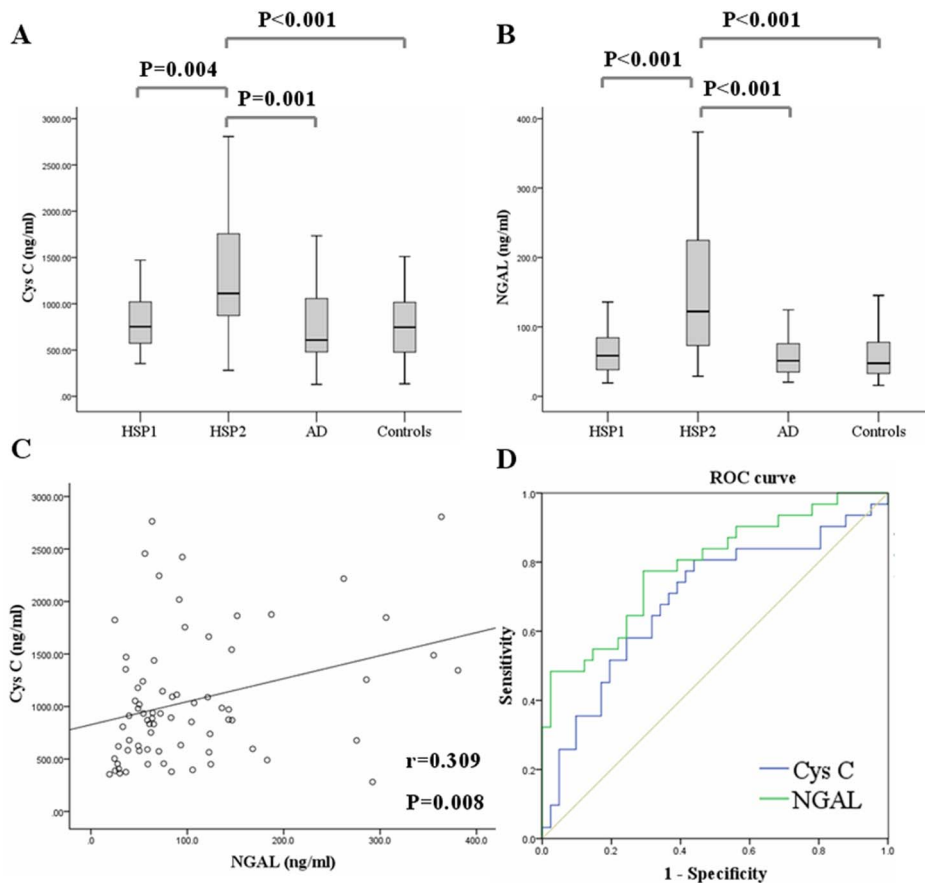 A
P<0.001
P=0.004
P=0.001
3000.00
2500.00
2000.00
1500.00
1000.00
500.00
.00
Cys C (ng/ml)
HSP1 HSP2 AD Controls
B
P<0.001
P<0.001
P<0.001
400.0
300.0
200.0
100.0
.0
NGAL (ng/ml)
HSP1 HSP2 AD Controls
C
3000.00
2500.00
2000.00
1500.00
1000.00
500.00
.00
Cys C (ng/ml)
r=0.309
P=0.008
.0 100.0 200.0 300.0 400.0
NGAL (ng/ml)
D
ROC curve
1.0
0.8
0.6
0.4
0.2
0.0
Sensitivity
Cys C
NGAL
0.0 0.2 0.4 0.6 0.8 1.0
1 - Specificity